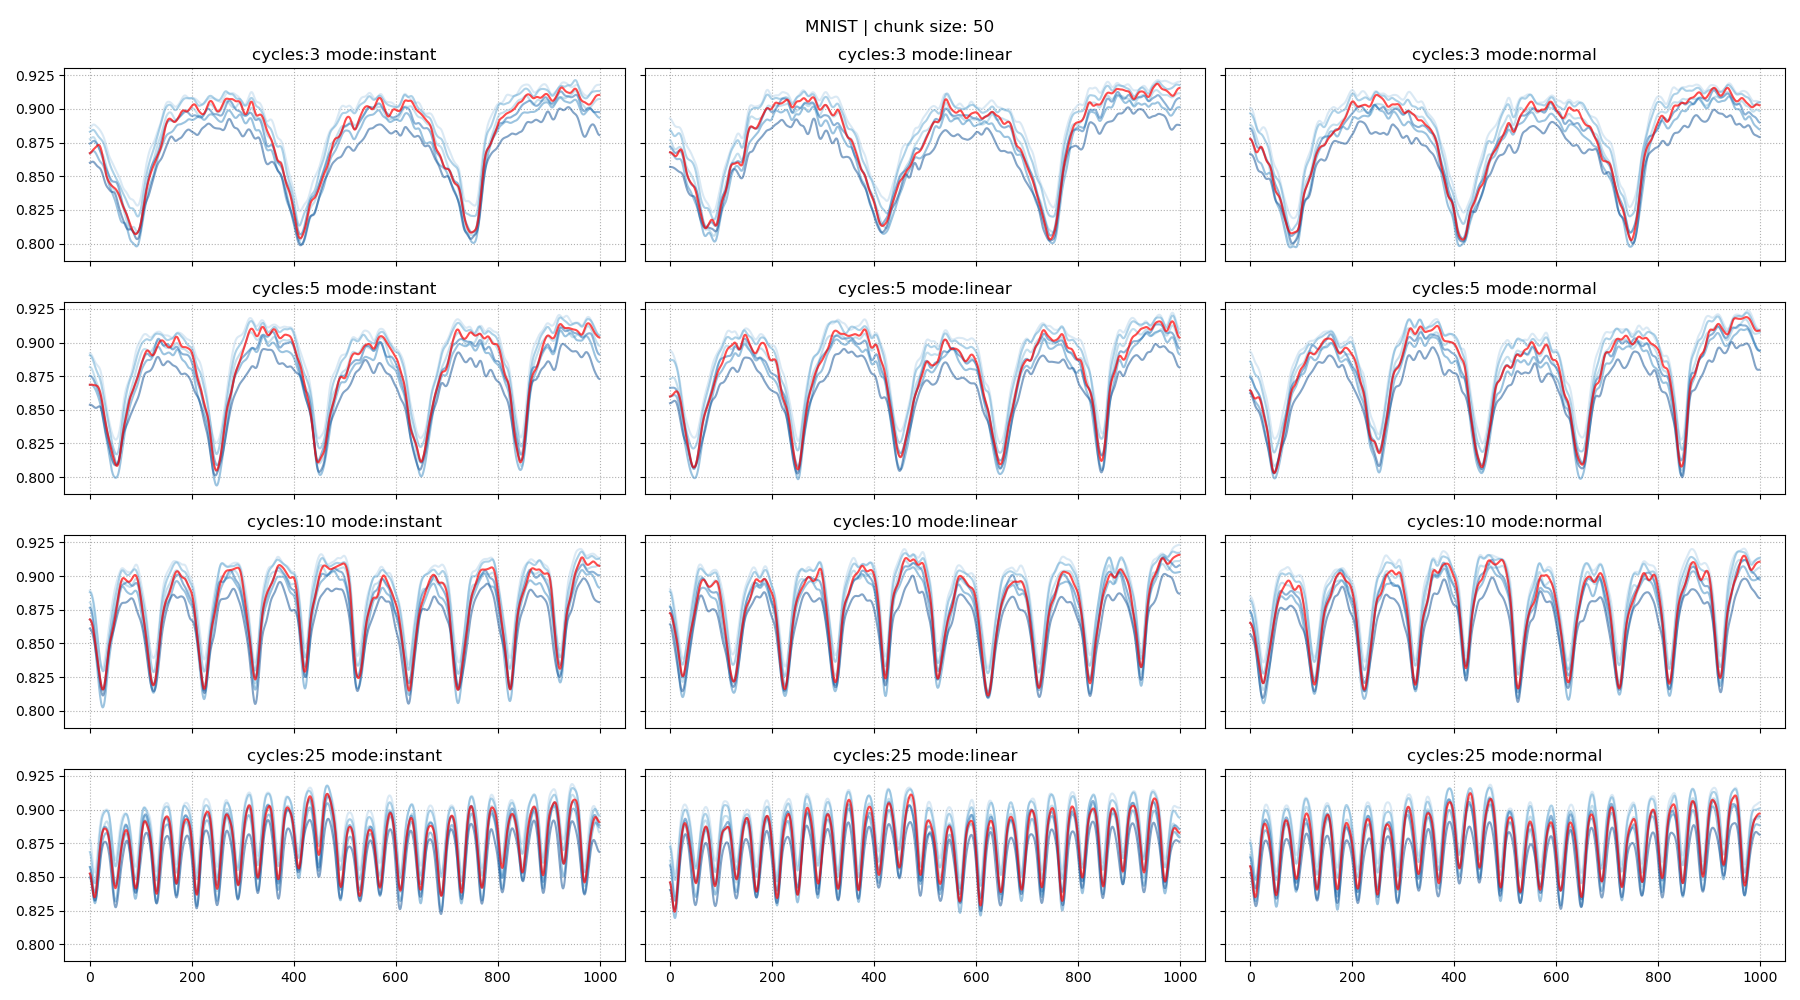 MNIST | chunk size: 50
cycles:3 mode:instant
cycles:3 mode:linear
cycles:3 mode:normal
0.925
0.900
0.875
0.850
0.825
0.800
cycles:5 mode:instant
cycles:5 mode:linear
cycles:5 mode:normal
0.925
0.900
0.875
0.850
0.825
0.800
cycles:10 mode:instant
cycles:10 mode:linear
cycles:10 mode:normal
0.925
0.900
0.875
0.850
0.825
0.800
cycles:25 mode:instant
cycles:25 mode:linear
cycles:25 mode:normal
0.925
0.900
0.875
0.850
0.825
0.800
0 200 400 600 800 1000
0 200 400 600 800 1000
0 200 400 600 800 1000